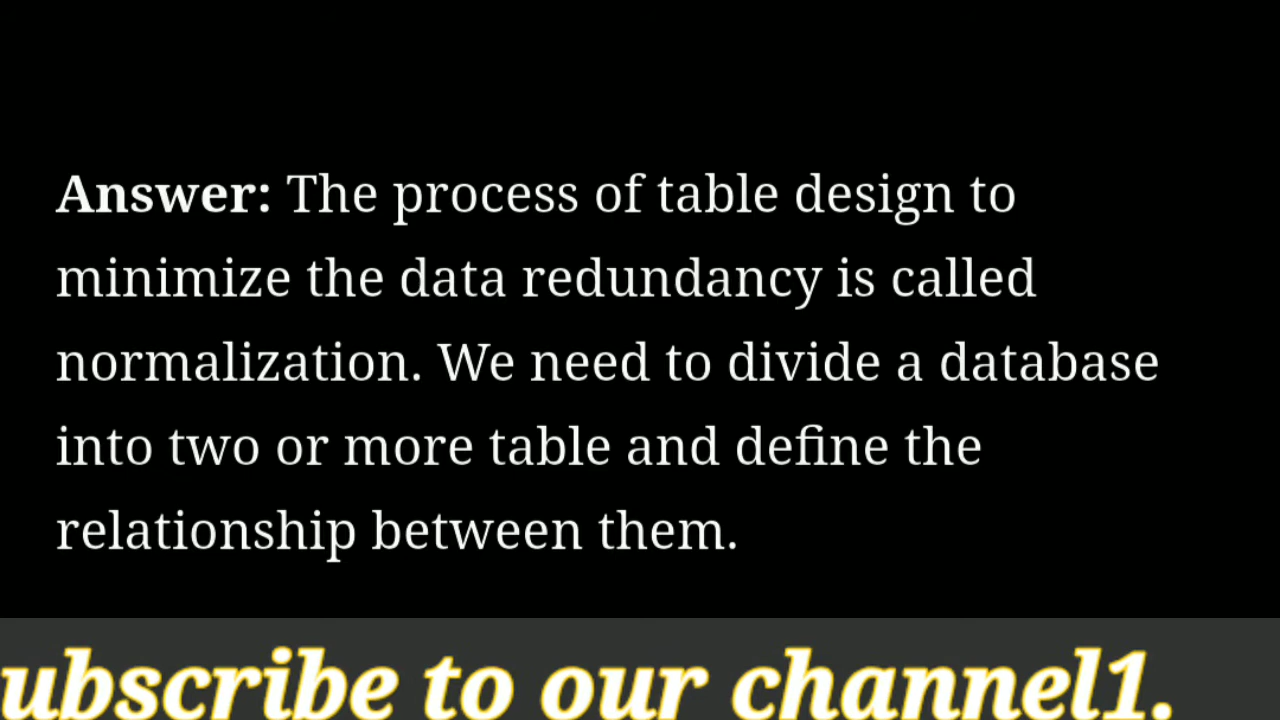 Answer: The process of table design to
minimize the data redundancy is called
normalization. We need to divide a database
into two or more table and define the
relationship between them.
ubscribe to our channel1.